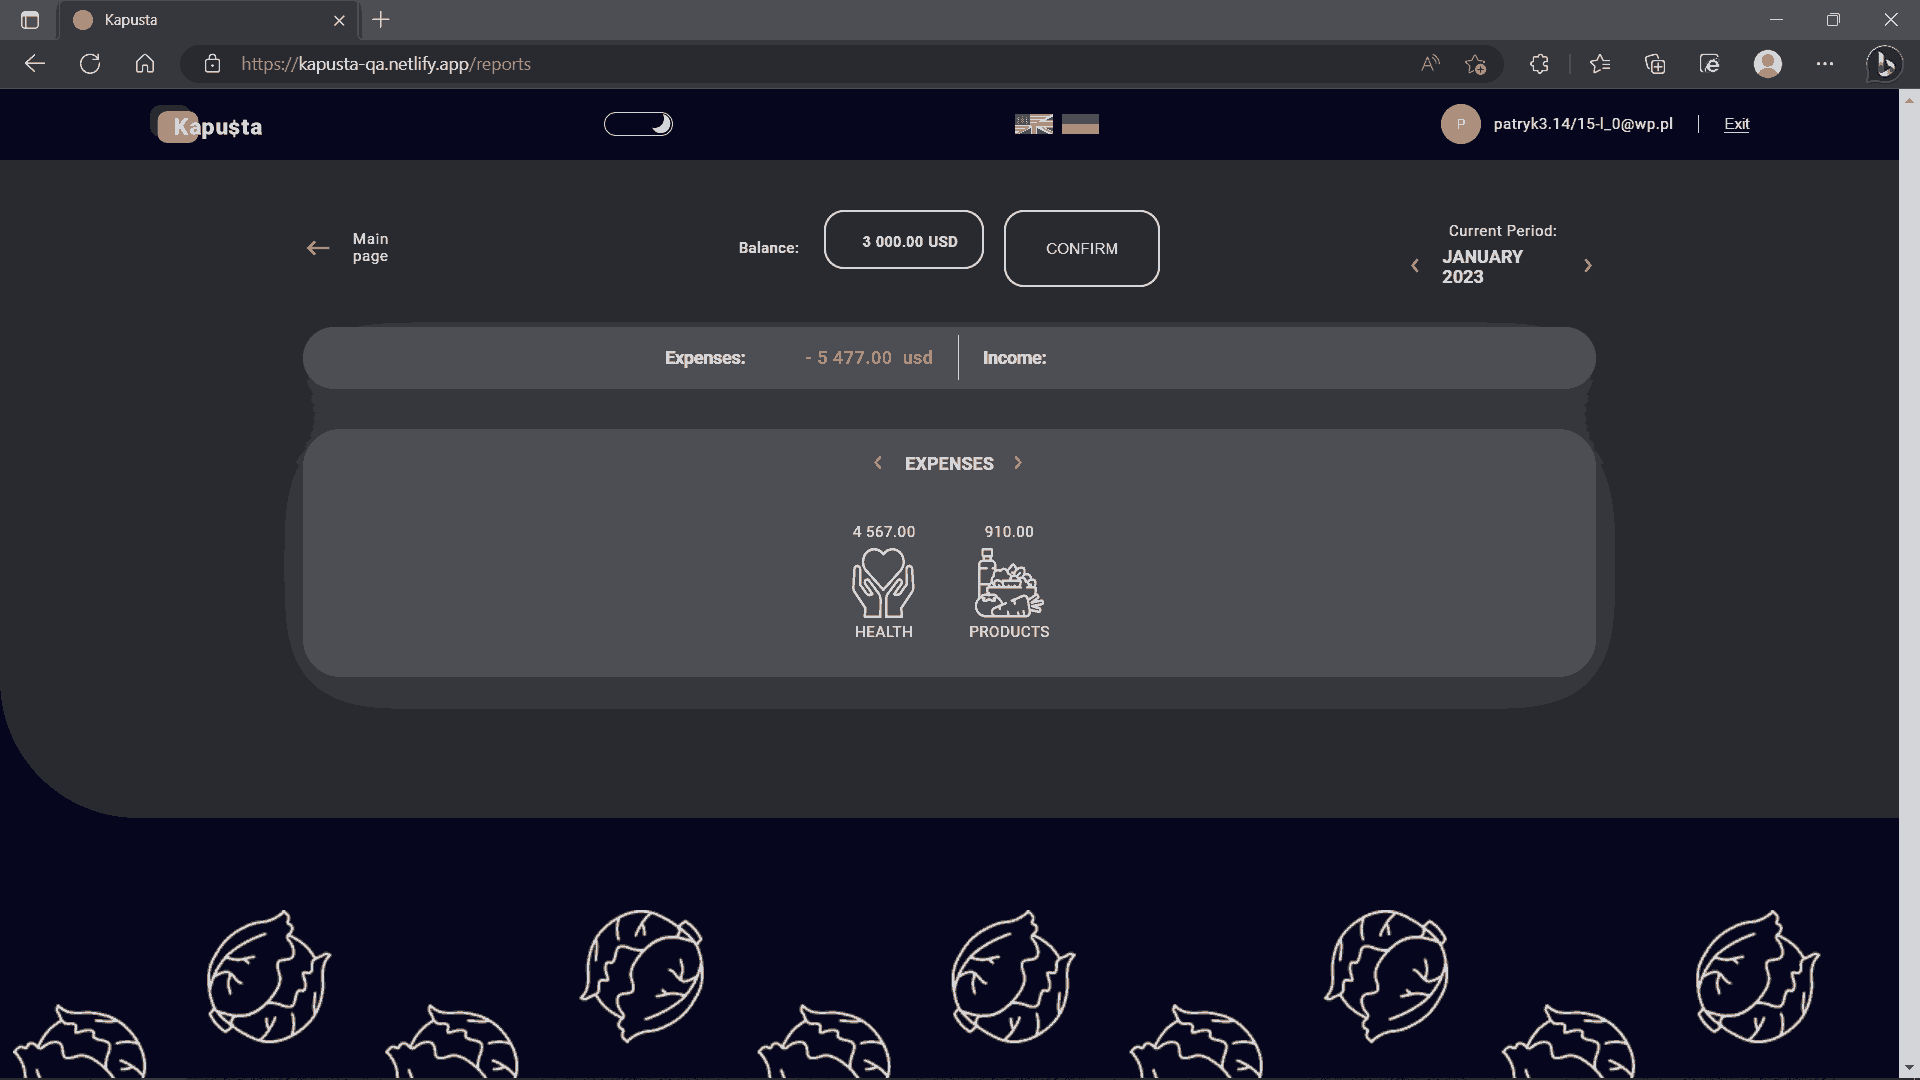 Kapusta
https://kapusta-qa.netlify.app/reports
Kapu$ta
P
patryk3.14/15-l_0@wp.pl
Exit
Main
page
Balance:
3 000.00 USD
CONFIRM
Current Period:
JANUARY
2023
Expenses:
- 5 477.00 usd
Income:
EXPENSES
4 567.00
910.00
HEALTH
PRODUCTS